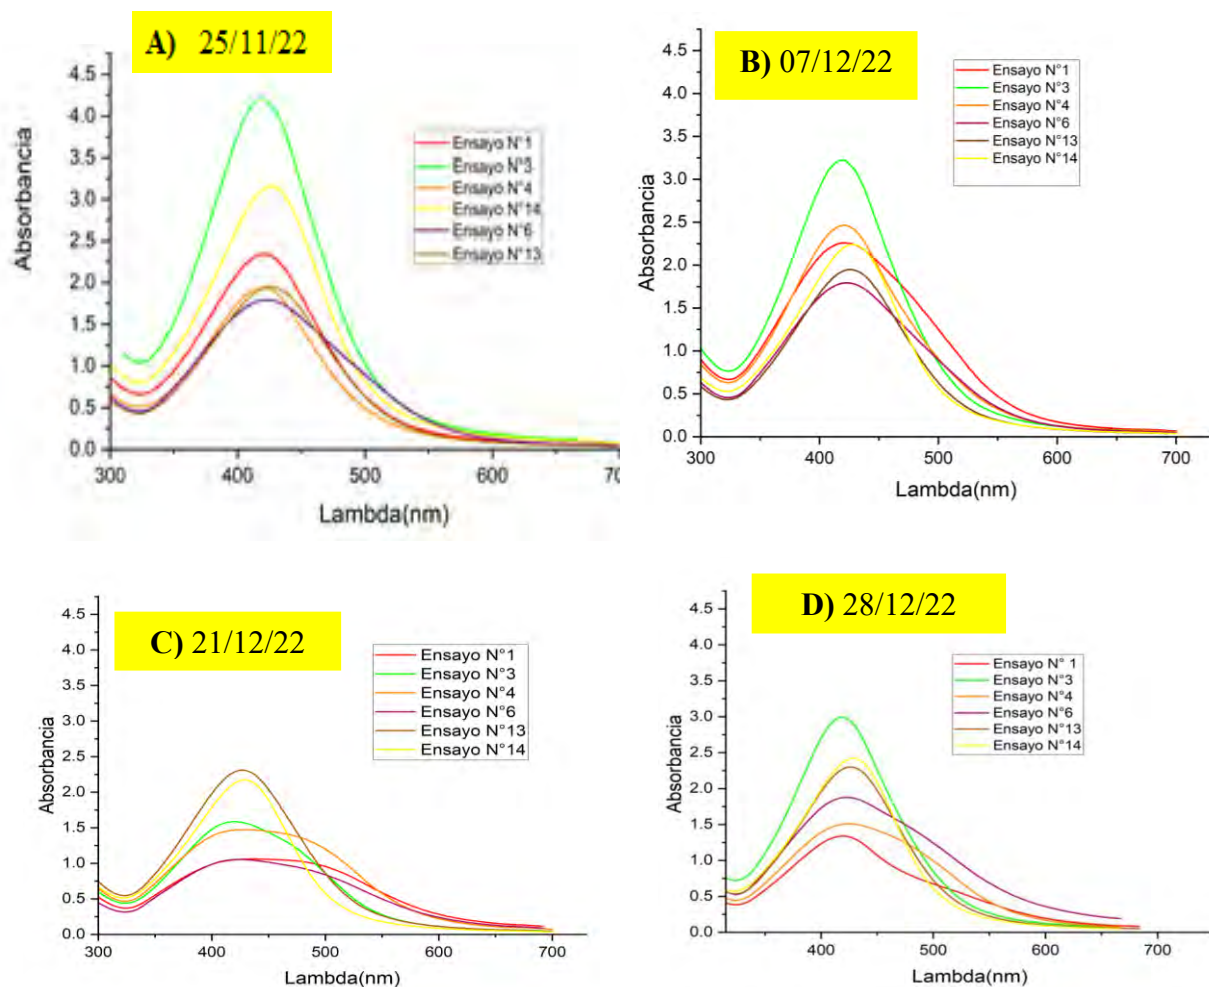 A) 25/11/22
4.5
4.0
3.5
3.0
2.5
2.0
1.5
1.0
0.5
0.0
Absorbancia
Ensayo N°1
Ensayo N°3
Ensayo N°4
Ensayo N°14
Ensayo N°6
Ensayo N°13
300
400
500
600
70
Lambda(nm)
B) 07/12/22
4.5
4.0
3.5
3.0
2.5
2.0
1.5
1.0
0.5
0.0
Absorbancia
Ensayo N°1
Ensayo N°3
Ensayo N°4
Ensayo N°6
Ensayo N°13
Ensayo N°14
300
400
500
600
700
Lambda(nm)
C) 21/12/22
4.5
4.0
3.5
3.0
2.5
2.0
1.5
1.0
0.5
0.0
Absorbancia
Ensayo N°1
Ensayo N°3
Ensayo N°4
Ensayo N°6
Ensayo N°13
Ensayo N°14
300
400
500
600
700
Lambda(nm)
D) 28/12/22
4.5
4.0
3.5
3.0
2.5
2.0
1.5
1.0
0.5
0.0
Absorbancia
Ensayo N° 1
Ensayo N°3
Ensayo N°4
Ensayo N°6
Ensayo N°13
Ensayo N°14
400
500
600
700
Lambda(nm)